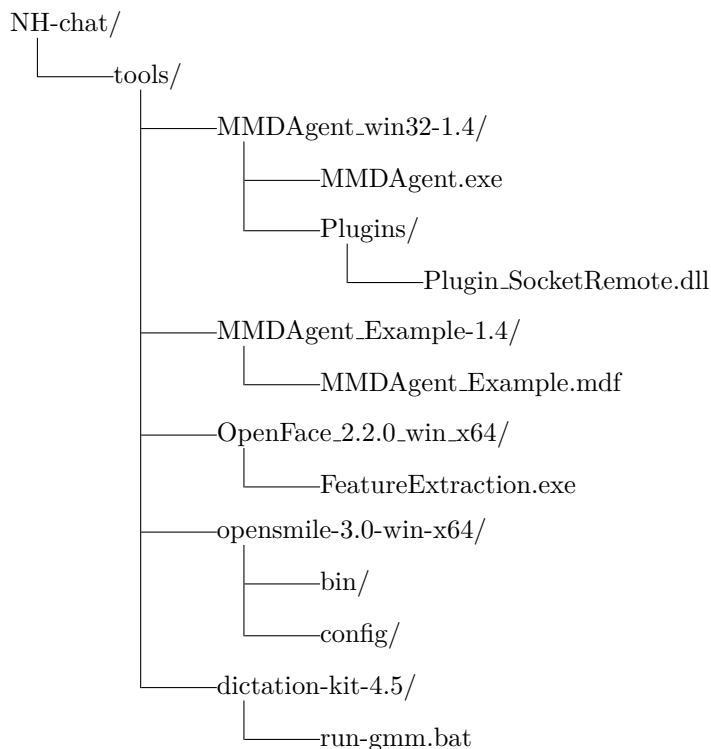 NH-chat/
tools/
MMDAgent_win32-1.4/
MMDAgent.exe
Plugins/
Plugin_SocketRemote.dll
MMDAgent_Example-1.4/
MMDAgent_Example.mdf
OpenFace_2.2.0_win_x64/
FeatureExtraction.exe
opensmile-3.0-win-x64/
bin/
config/
dictation-kit-4.5/
run-gmm.bat